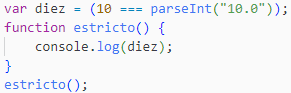 var diez = (10 === parseInt("10.0"));
function estricto() {
    console.log(diez);
}
estricto();